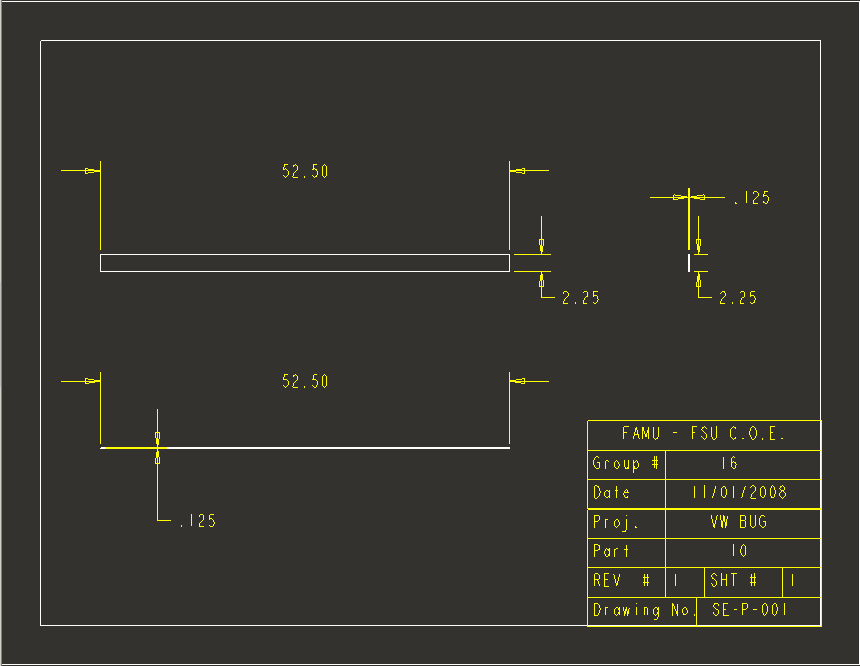 52.50
.125
2.25
2.25
52.50
.125
FAMU - FSU C.O.E.
Group # 16
Date 11/01/2008
Proj. VW BUG
Part 10
REV # 1 SHT # 1
Drawing No. SE-P-001